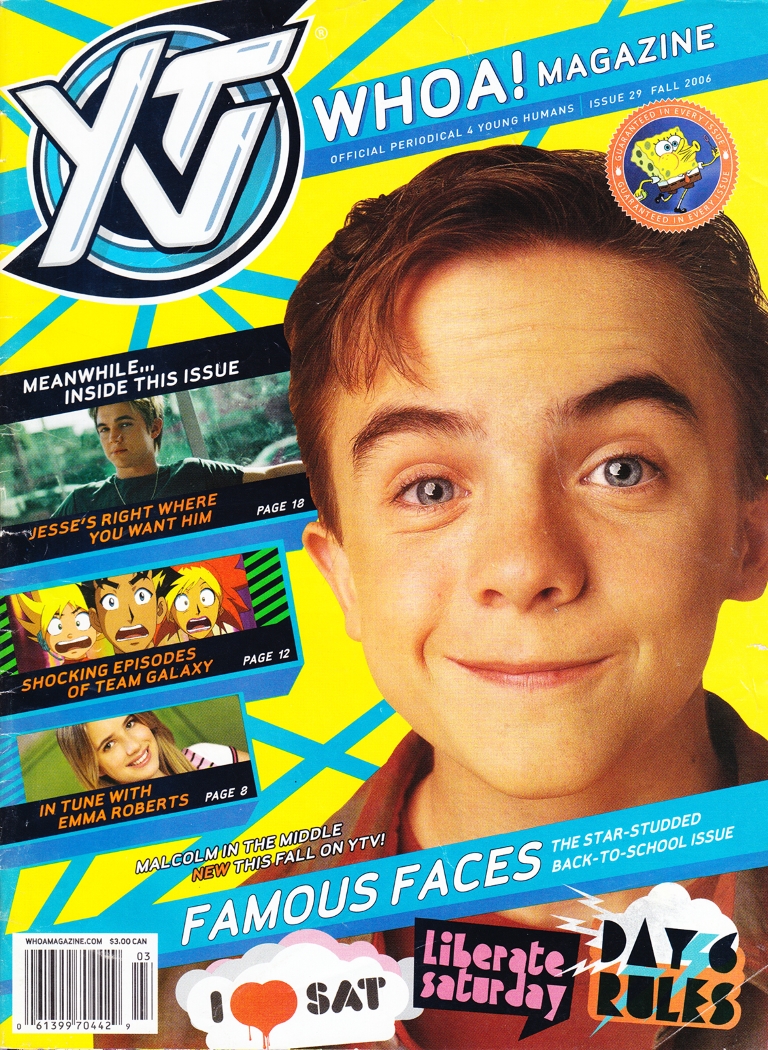 YTV
®
WHOA! MAGAZINE
OFFICIAL PERIODICAL 4 YOUNG HUMANS | ISSUE 29 FALL 2006
GUARANTEED IN EVERY ISSUE
GUARANTEED IN EVERY ISSUE
MEANWHILE...
INSIDE THIS ISSUE
JESSE'S RIGHT WHERE
YOU WANT HIM
PAGE 18
SHOCKING EPISODES
OF TEAM GALAXY
PAGE 12
IN TUNE WITH
EMMA ROBERTS
PAGE 8
MALCOLM IN THE MIDDLE
NEW THIS FALL ON YTV!
FAMOUS FACES
THE STAR-STUDDED
BACK-TO-SCHOOL ISSUE
WHOAMAGAZINE.COM $3.00 CAN
03
0 61399 70442 9
I SAT
Liberate
saturday
DAY 6
RULES